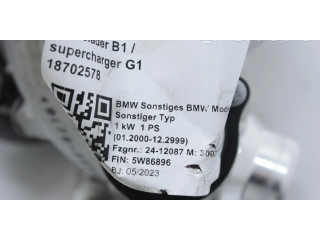 B1 /
supercharger G1
18702578
BMW Sonstiges BMW Mod
Sonstiger Typ
1 kW 1 PS
(01.2000-12.2999)
Fzgnr.: 24-12087 M:
FIN: 5W86896
BJ: 05/2023